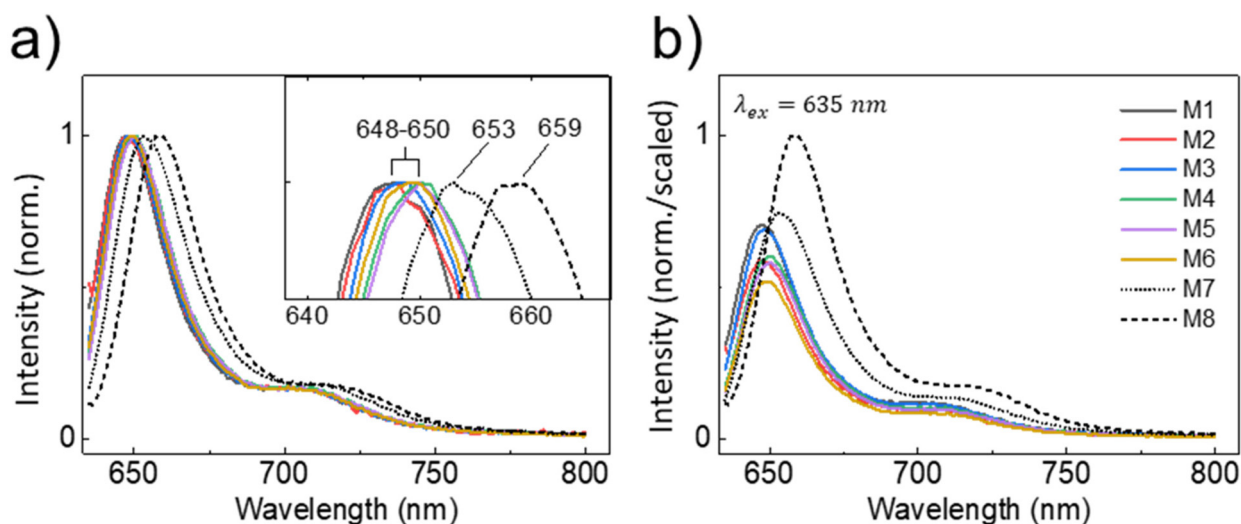 a)
Intensity (norm.)
1
0
650 700 750 800
Wavelength (nm)
648-650 653 659
640 650 660
b)
Intensity (norm./scaled)
1
0
650 700 750 800
Wavelength (nm)
λex = 635 nm
M1
M2
M3
M4
M5
M6
M7
M8